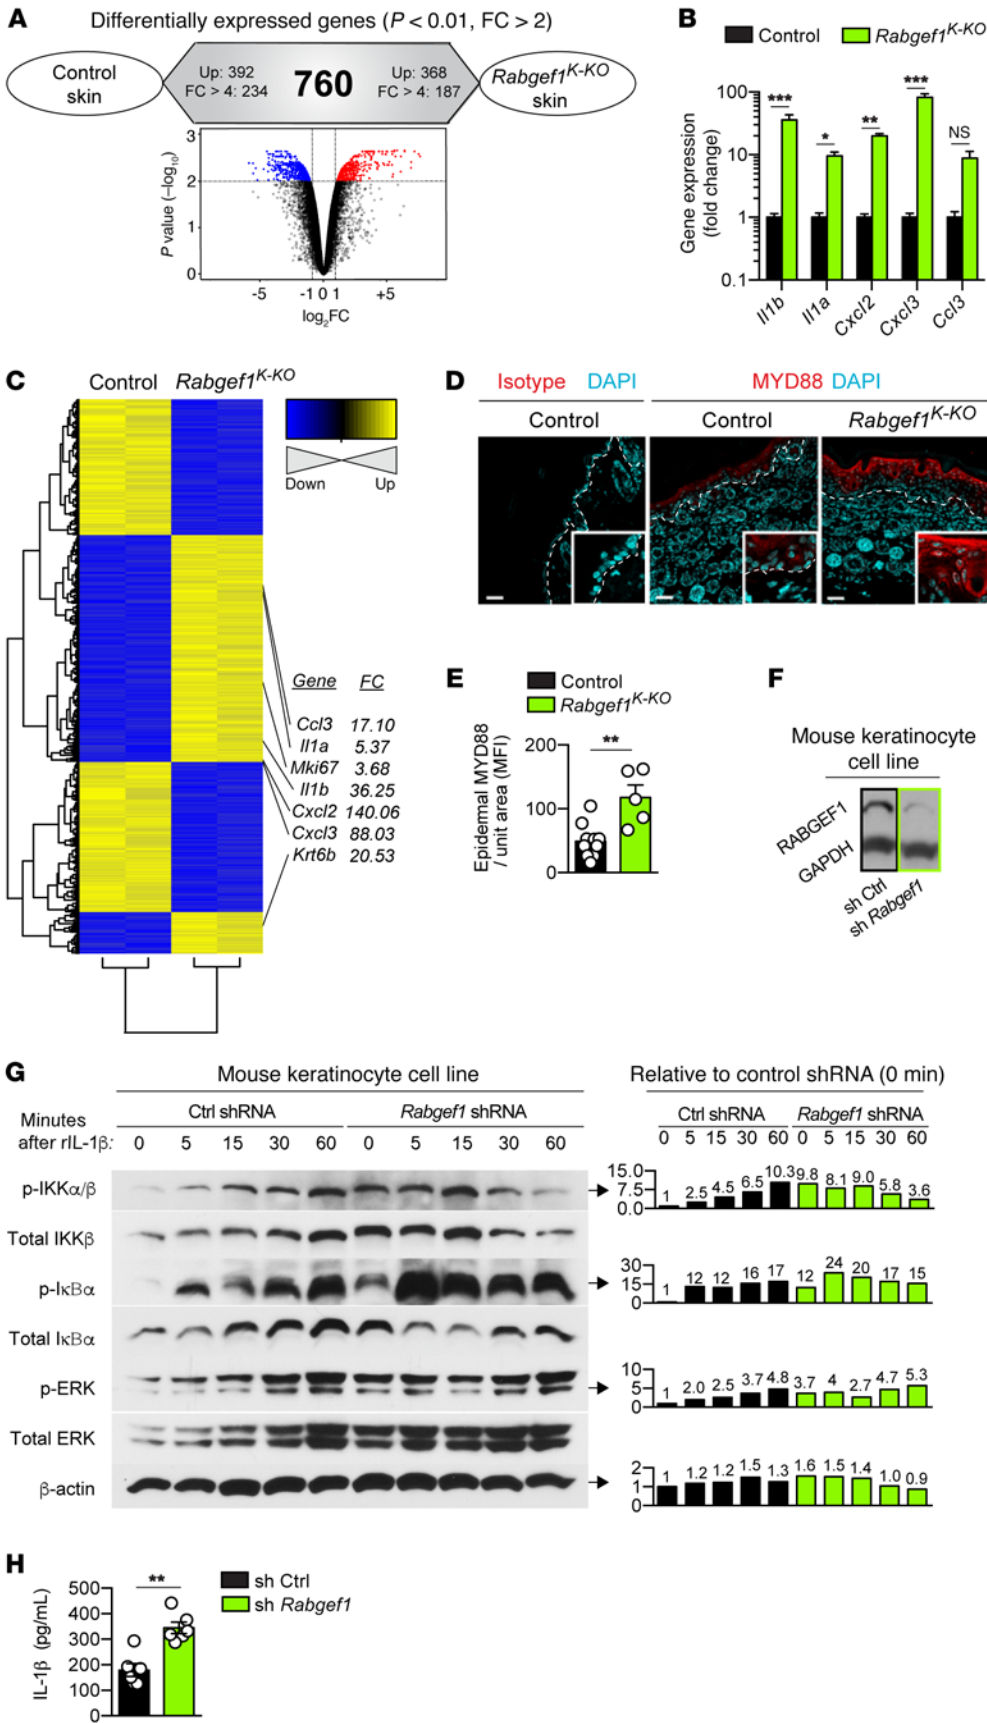 A
Differentially expressed genes (P < 0.01, FC > 2)
Control
skin
Up: 392
FC > 4: 234
760
Up: 368
FC > 4: 187
Rabgef1K-KO
skin
P value (–log10)
3
2
1
0
-5 -1 0 1 +5
log2FC
B
Control Rabgef1K-KO
Gene expression
(fold change)
100
10
1
0.1
*** * ** *** NS
Il1b Il1a Cxcl2 Cxcl3 Ccl3
C
Control Rabgef1K-KO
Down Up
Gene FC
Ccl3 17.10
Il1a 5.37
Mki67 3.68
Il1b 36.25
Cxcl2 140.06
Cxcl3 88.03
Krt6b 20.53
D
Isotype DAPI MYD88 DAPI
Control Control Rabgef1K-KO
E
Control
Rabgef1K-KO
Epidermal MYD88
/ unit area (MFI)
200
100
0
**
F
Mouse keratinocyte
cell line
RABGEF1
GAPDH
sh Ctrl
sh Rabgef1
G
Mouse keratinocyte cell line
Relative to control shRNA (0 min)
Ctrl shRNA Rabgef1 shRNA
Ctrl shRNA Rabgef1 shRNA
Minutes
after rIL-1β: 0 5 15 30 60 0 5 15 30 60
0 5 15 30 60 0 5 15 30 60
p-IKKα/β
15.0
7.5
0.0
1 2.5 4.5 6.5 10.3 9.8 8.1 9.0 5.8 3.6
Total IKKβ
p-IκBα
30
15
0
1 12 12 16 17 12 24 20 17 15
Total IκBα
p-ERK
10
5
0
1 2.0 2.5 3.7 4.8 3.7 4 2.7 4.7 5.3
Total ERK
β-actin
2
1
0
1 1.2 1.2 1.5 1.3 1.6 1.5 1.4 1.0 0.9
H
sh Ctrl
sh Rabgef1
IL-1β (pg/mL)
500
400
300
200
100
0
**